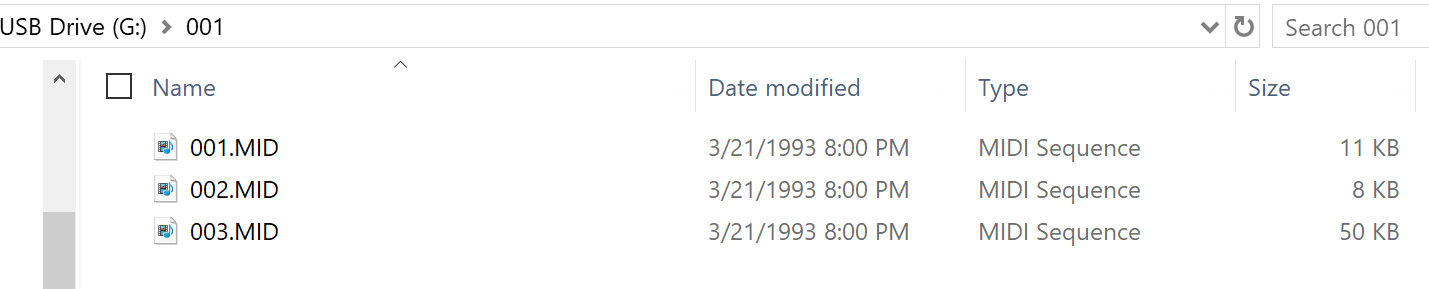 USB Drive (G:) > 001 Search 001
Name Date modified Type Size
001.MID 3/21/1993 8:00 PM MIDI Sequence 11 KB
002.MID 3/21/1993 8:00 PM MIDI Sequence 8 KB
003.MID 3/21/1993 8:00 PM MIDI Sequence 50 KB